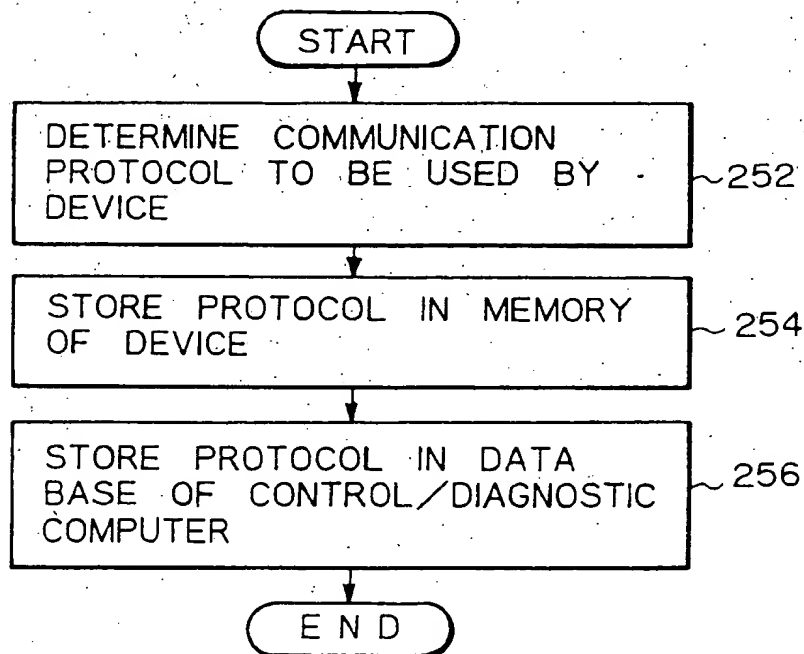 START
DETERMINE COMMUNICATION
PROTOCOL TO BE USED BY
DEVICE
252
STORE PROTOCOL IN MEMORY
OF DEVICE
254
STORE PROTOCOL IN DATA
BASE OF CONTROL/DIAGNOSTIC
COMPUTER
256
END